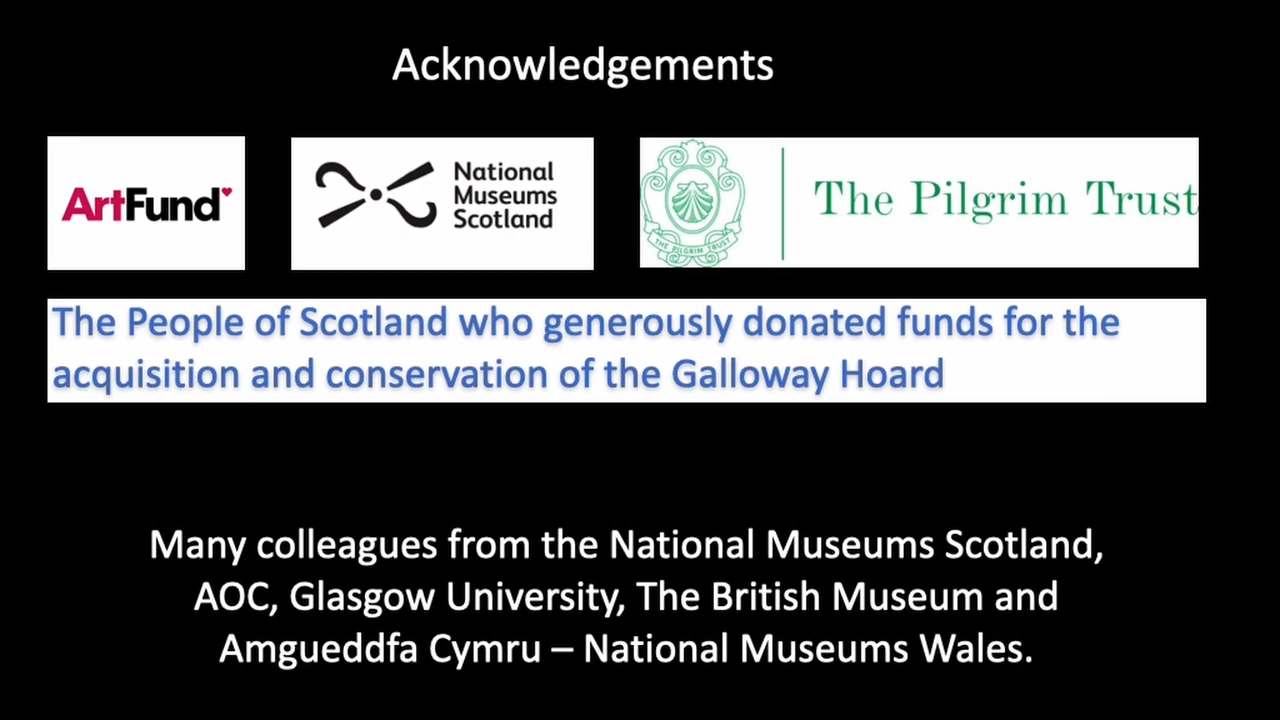 Acknowledgements
ArtFund
National
Museums
Scotland
THE PILGRIM TRUST
The Pilgrim Trust
The People of Scotland who generously donated funds for the
acquisition and conservation of the Galloway Hoard
Many colleagues from the National Museums Scotland,
AOC, Glasgow University, The British Museum and
Amgueddfa Cymru – National Museums Wales.